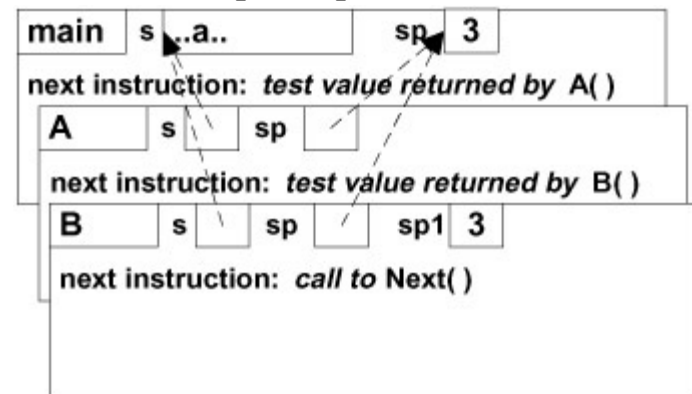 main s ..a.. sp 3
next instruction: test value returned by A( )
A s sp
next instruction: test value returned by B( )
B s sp sp1 3
next instruction: call to Next( )